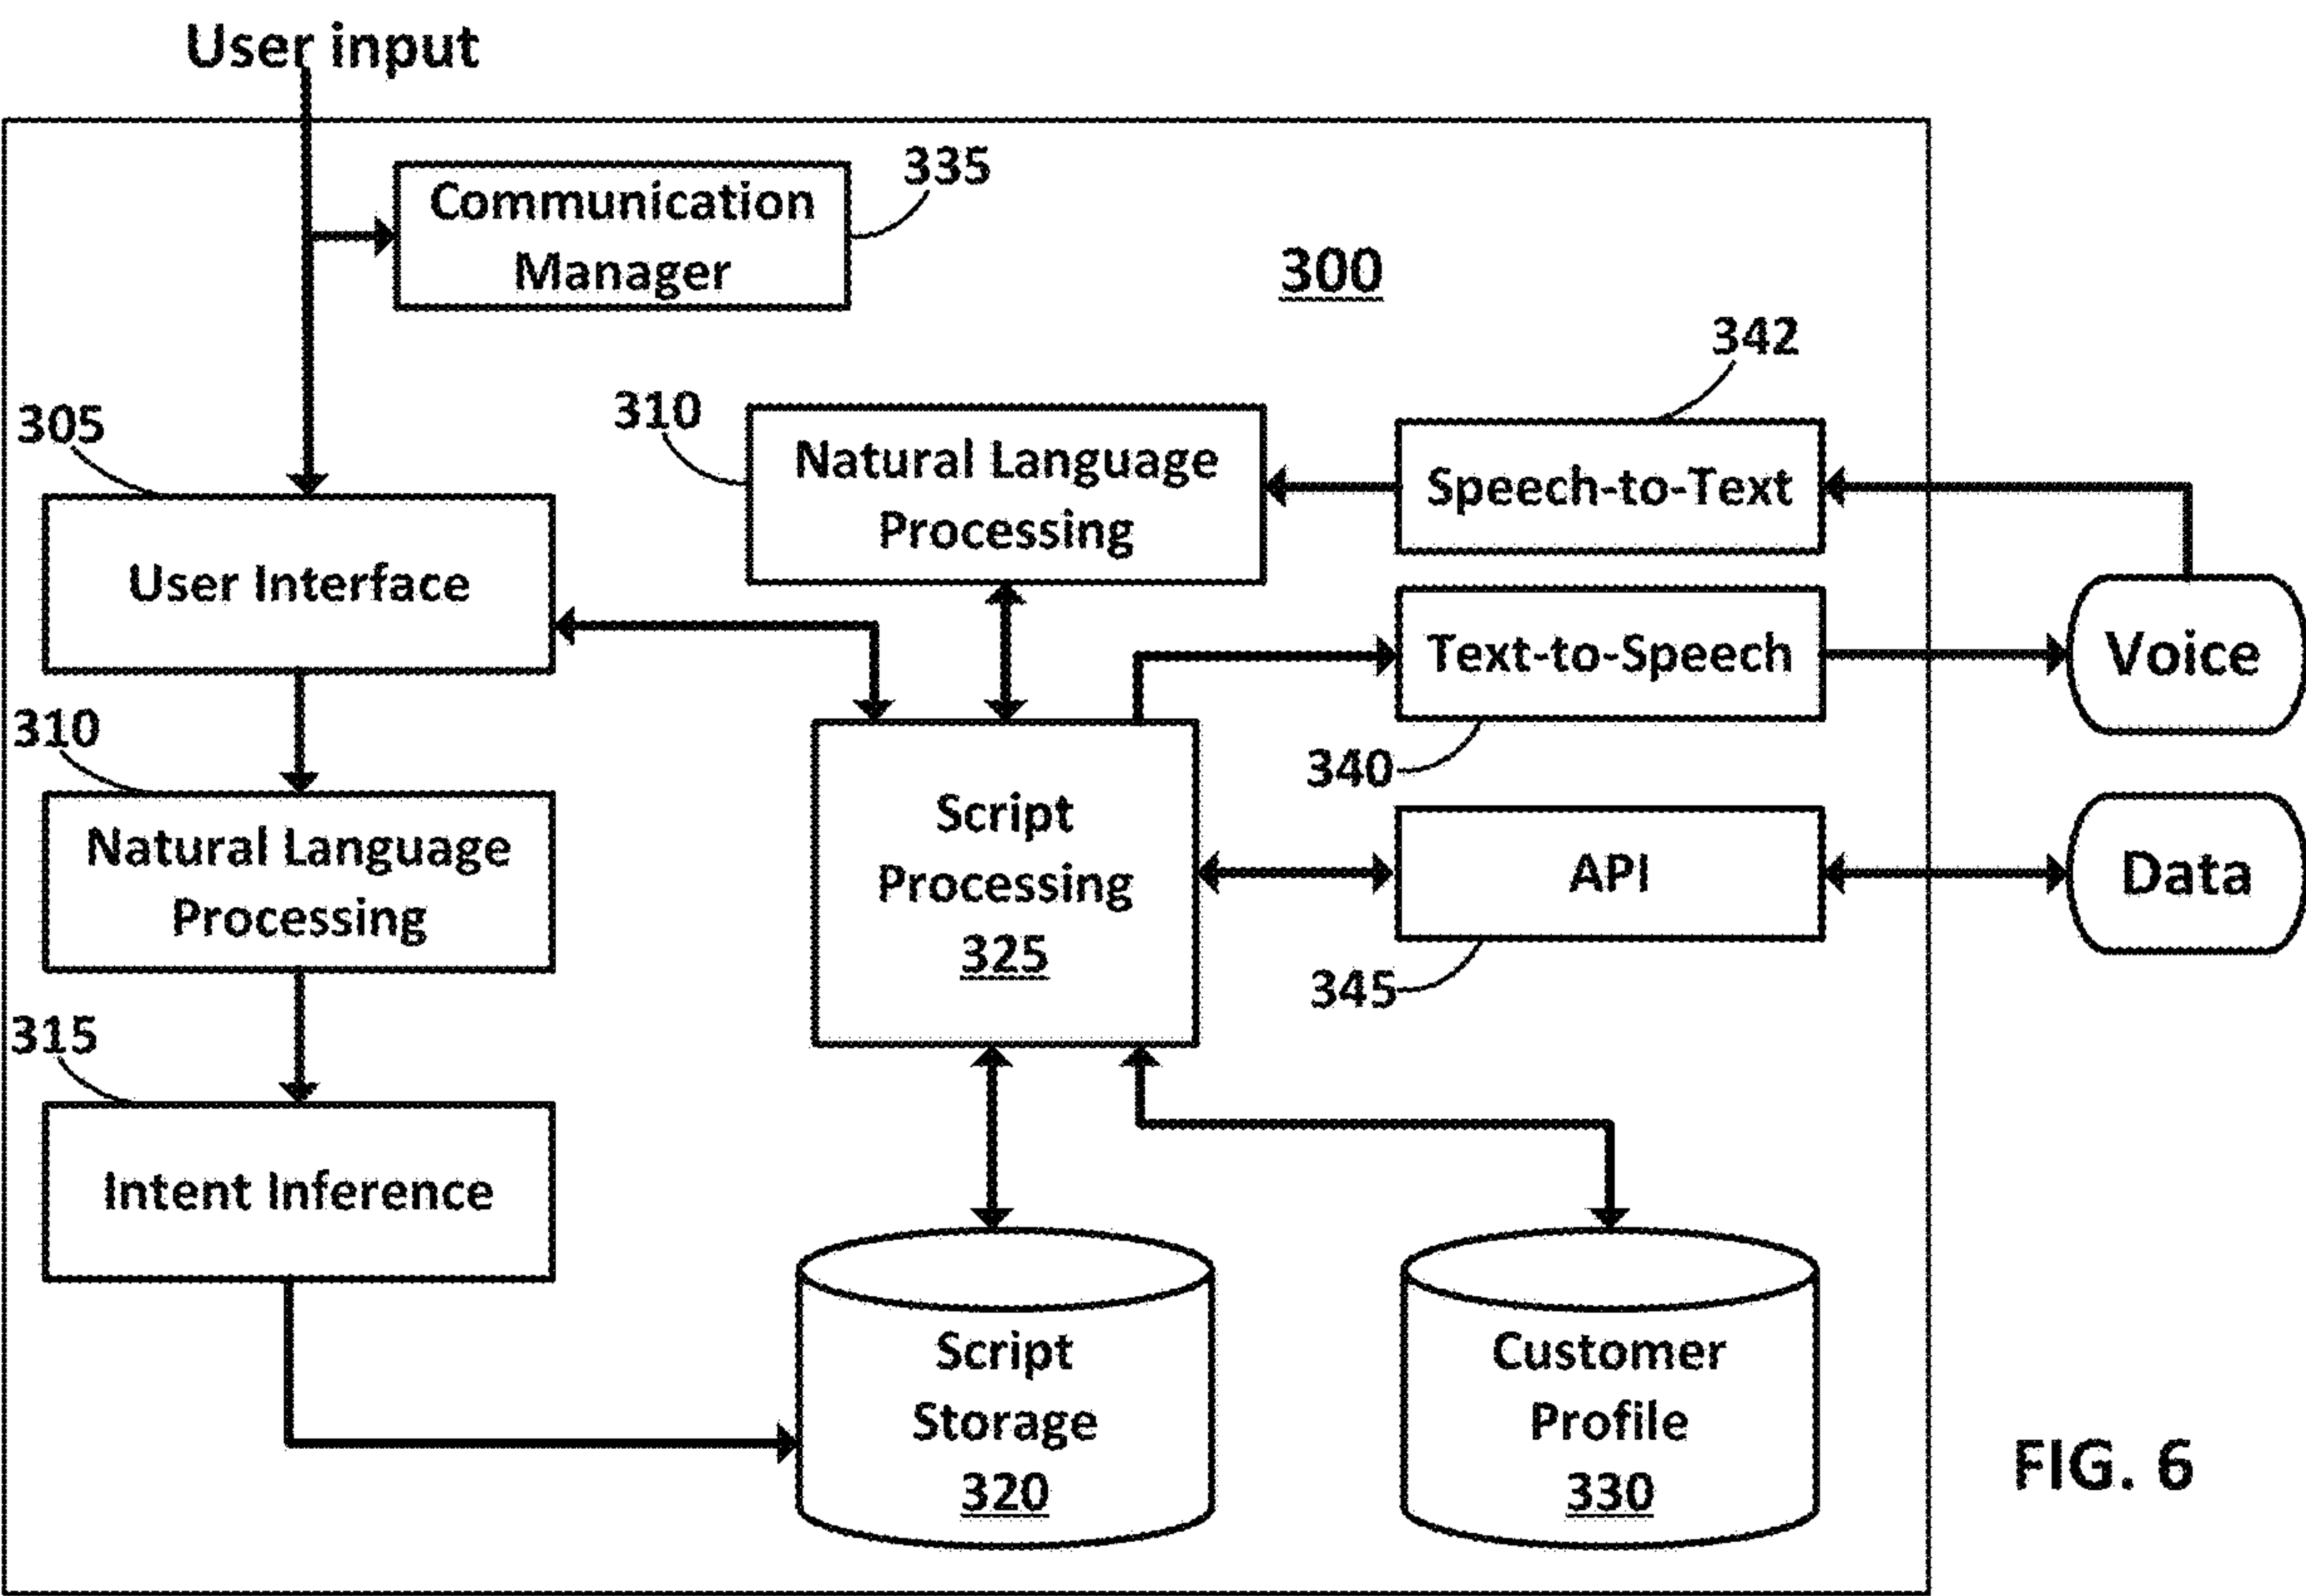 User input
Communication
Manager
335
300
342
305
310
Natural Language
Processing
Speech-to-Text
User Interface
Text-to-Speech
Voice
310
340
Natural Language
Processing
Script
Processing
325
API
Data
345
315
Intent Inference
Script
Storage
320
Customer
Profile
330
FIG. 6